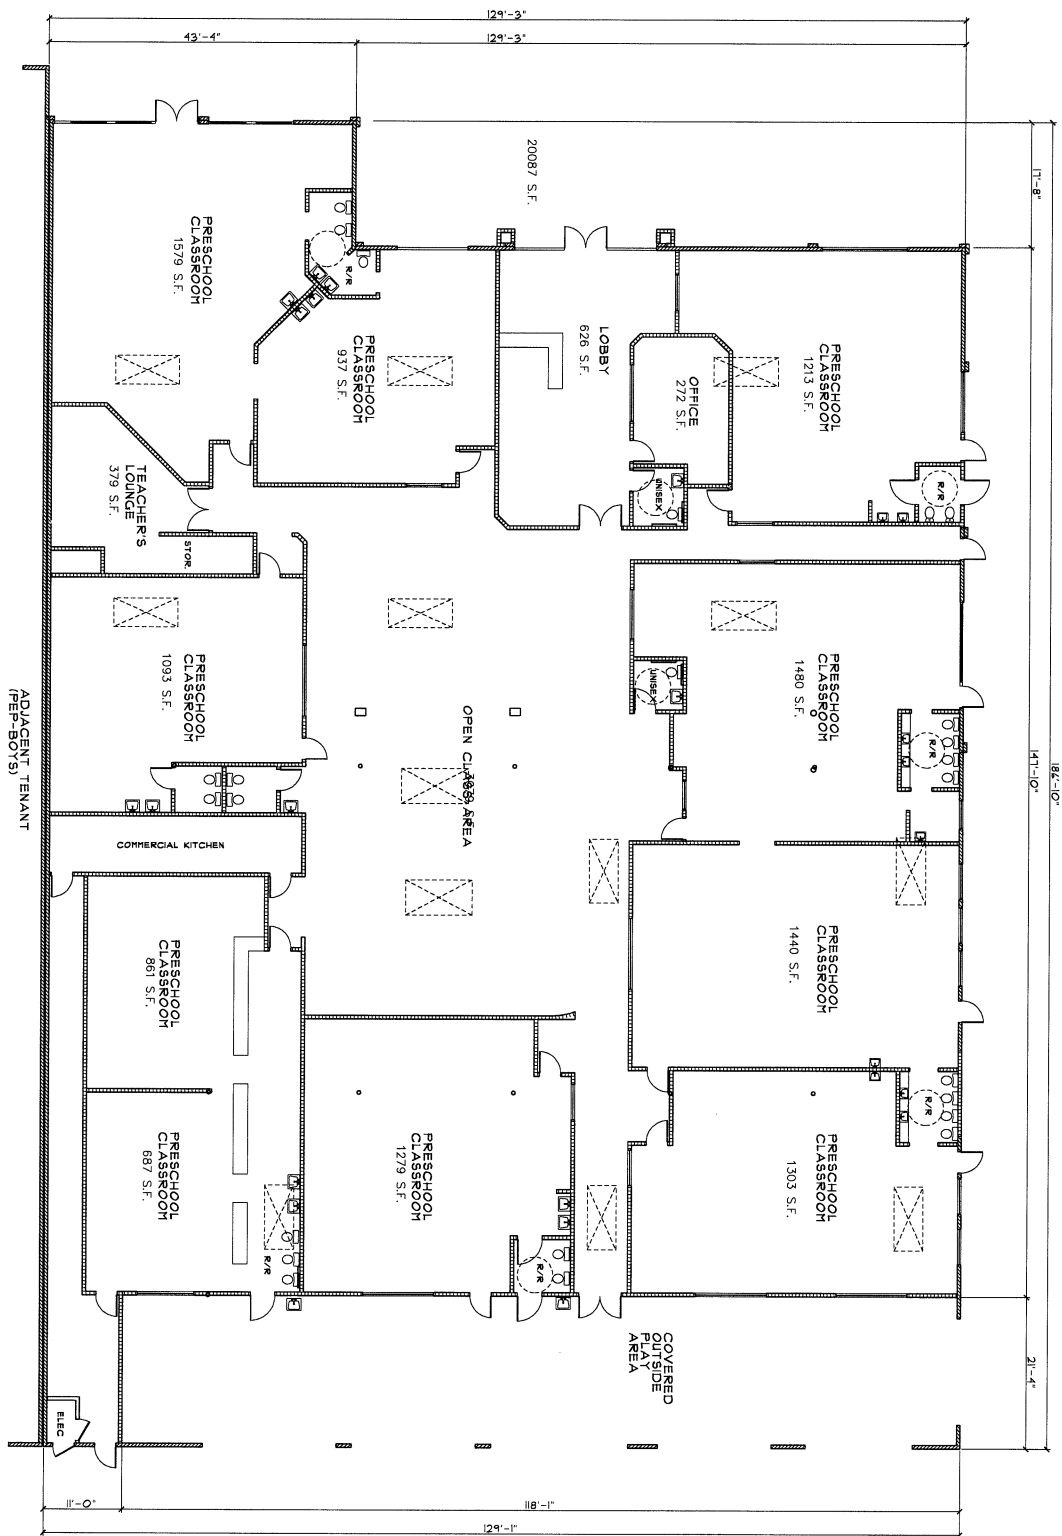 129'-3"
43'-4"
129'-3"
17'-8"
147'-10"
184'-10"
21'-4"
20087 S.F.
PRESCHOOL
CLASSROOM
1579 S.F.
R/R
PRESCHOOL
CLASSROOM
937 S.F.
LOBBY
626 S.F.
OFFICE
272 S.F.
PRESCHOOL
CLASSROOM
1213 S.F.
R/R
UNISEX
TEACHER'S
LOUNGE
379 S.F.
STOR.
PRESCHOOL
CLASSROOM
1093 S.F.
OPEN CLASS AREA
UNISEX
PRESCHOOL
CLASSROOM
1480 S.F.
R/R
ADJACENT TENANT
(PEP-BOYS)
COMMERCIAL KITCHEN
PRESCHOOL
CLASSROOM
861 S.F.
PRESCHOOL
CLASSROOM
1440 S.F.
PRESCHOOL
CLASSROOM
687 S.F.
R/R
PRESCHOOL
CLASSROOM
1279 S.F.
R/R
PRESCHOOL
CLASSROOM
1303 S.F.
R/R
COVERED
OUTSIDE
PLAY
AREA
ELEC
11'-0"
118'-1"
129'-1"